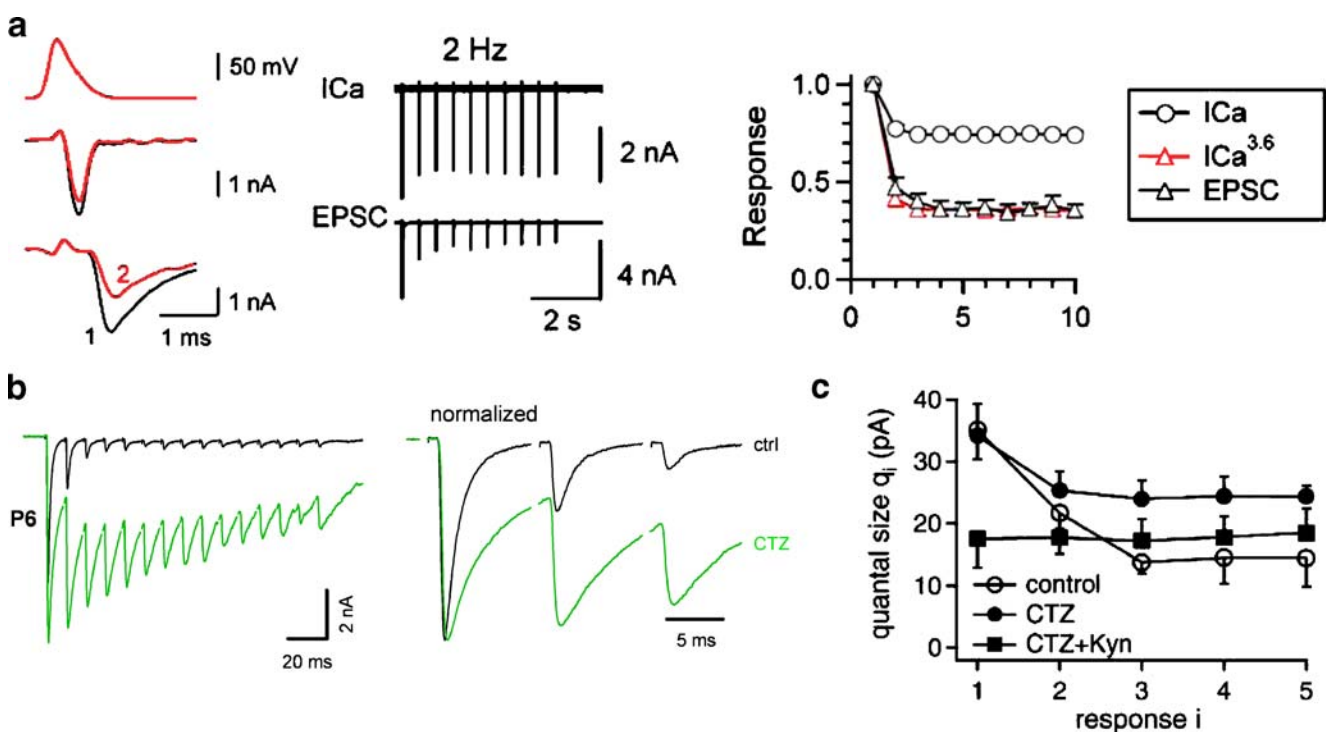 a
50 mV
1 nA
2
1
1 nA
1 ms
2 Hz
ICa
2 nA
EPSC
4 nA
2 s
Response
1.0
0.5
0.0
0
5
10
ICa
ICa3.6
EPSC
b
P6
2 nA
20 ms
normalized
ctrl
CTZ
5 ms
c
quantal size qi (pA)
40
30
20
10
0
control
CTZ
CTZ+Kyn
1 2 3 4 5
response i